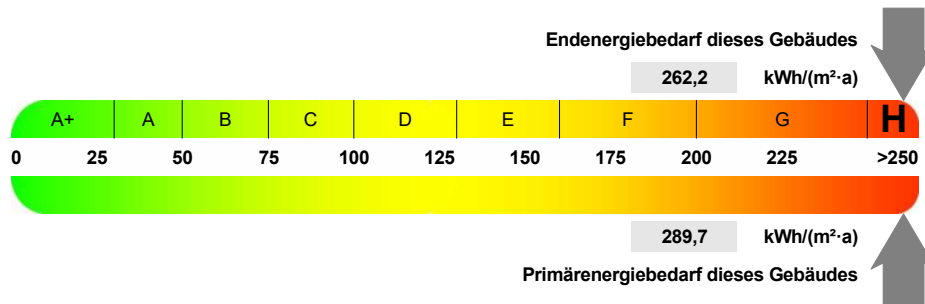 Endenergiebedarf dieses Gebäudes
262,2 kWh/(m²·a)
A+ A B C D E F G H
0 25 50 75 100 125 150 175 200 225 >250
289,7 kWh/(m²·a)
Primärenergiebedarf dieses Gebäudes